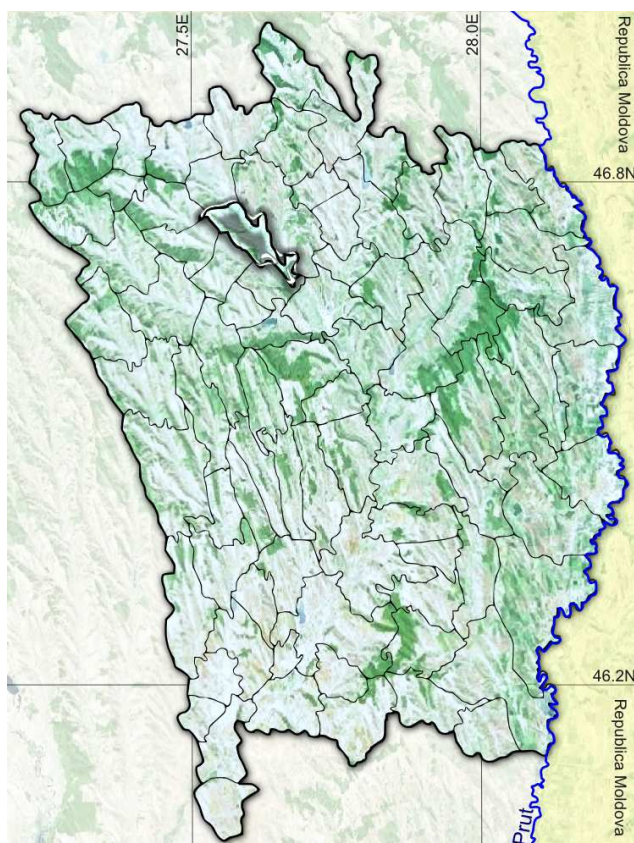 27.5E
28.0E
Republica Moldova
46.8N
46.2N
Republica Moldova
Prut